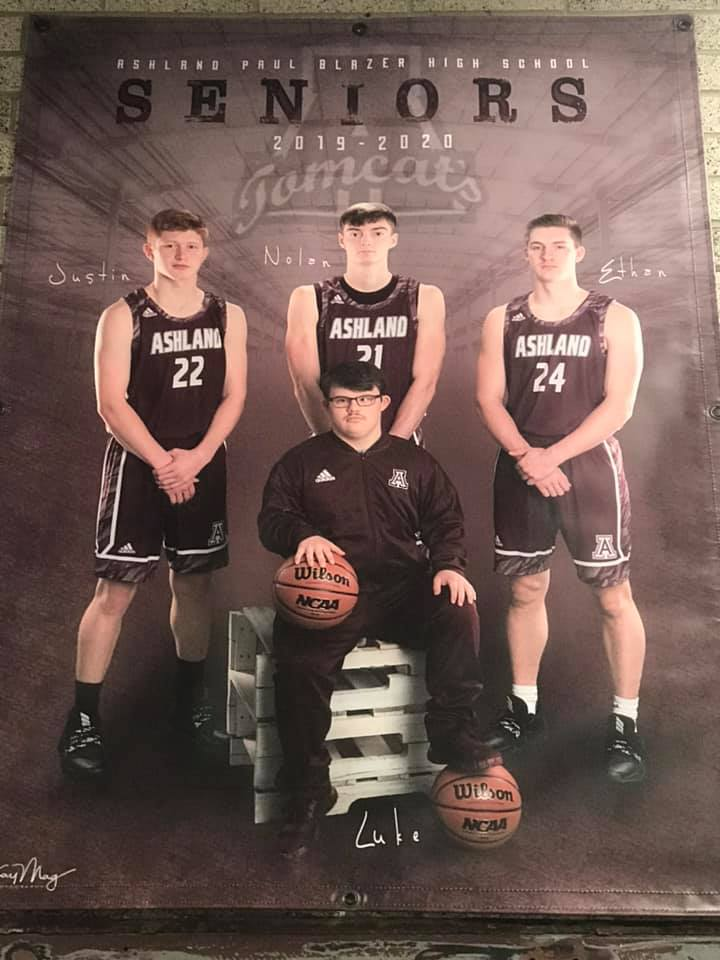 ASHLAND PAUL BLAZER HIGH SCHOOL
SENIORS
2019-2020
A
Tomcats
Justin
Nolan
Ethan
ASHLAND
22
ASHLAND
21
ASHLAND
24
A
A
A
Wilson
NCAA
Wilson
NCAA
Luke
Mag